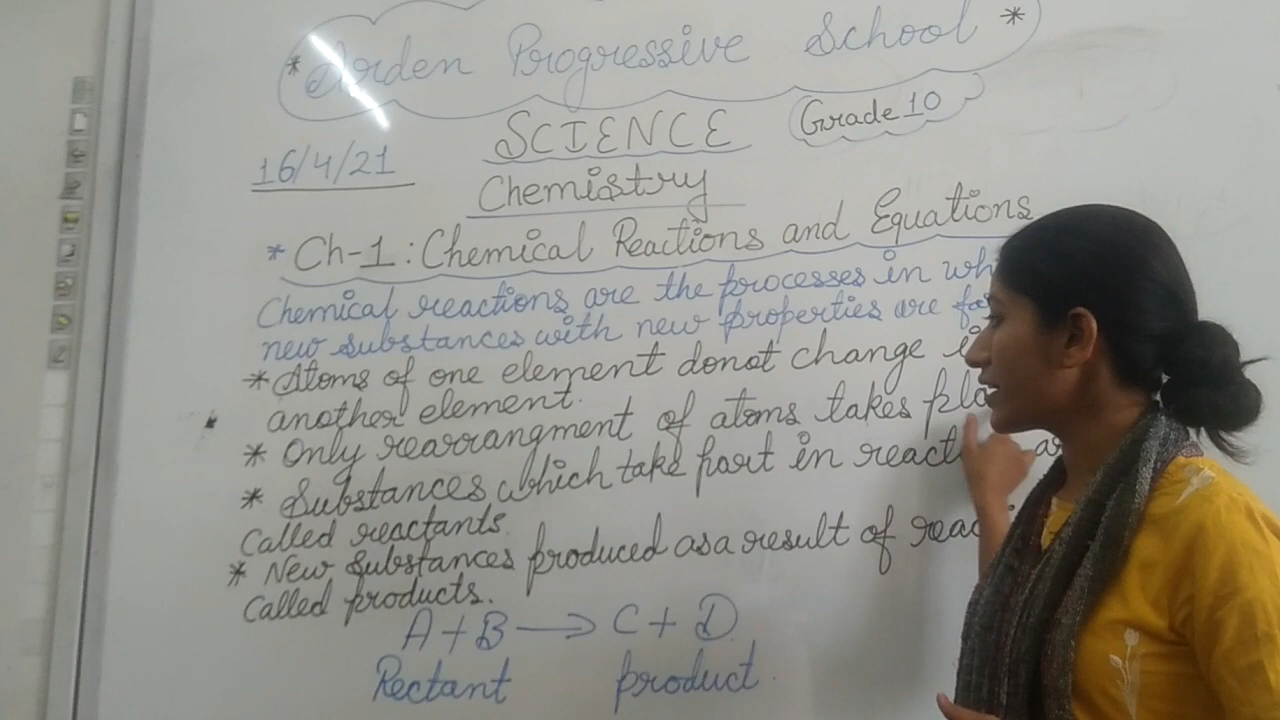 * Arden Progressive School *
SCIENCE
Grade 10
16/4/21
Chemistry
* Ch-1 : Chemical Reactions and Equations
Chemical reactions are the processes in wh
new substances with new properties are fo
* Atoms of one element donot change i
another element.
* Only rearrangment of atoms takes pla
* Substances which take part in react ar
Called reactants.
* New Substances produced as a result of reac
Called products.
A + B → C + D
Rectant product.